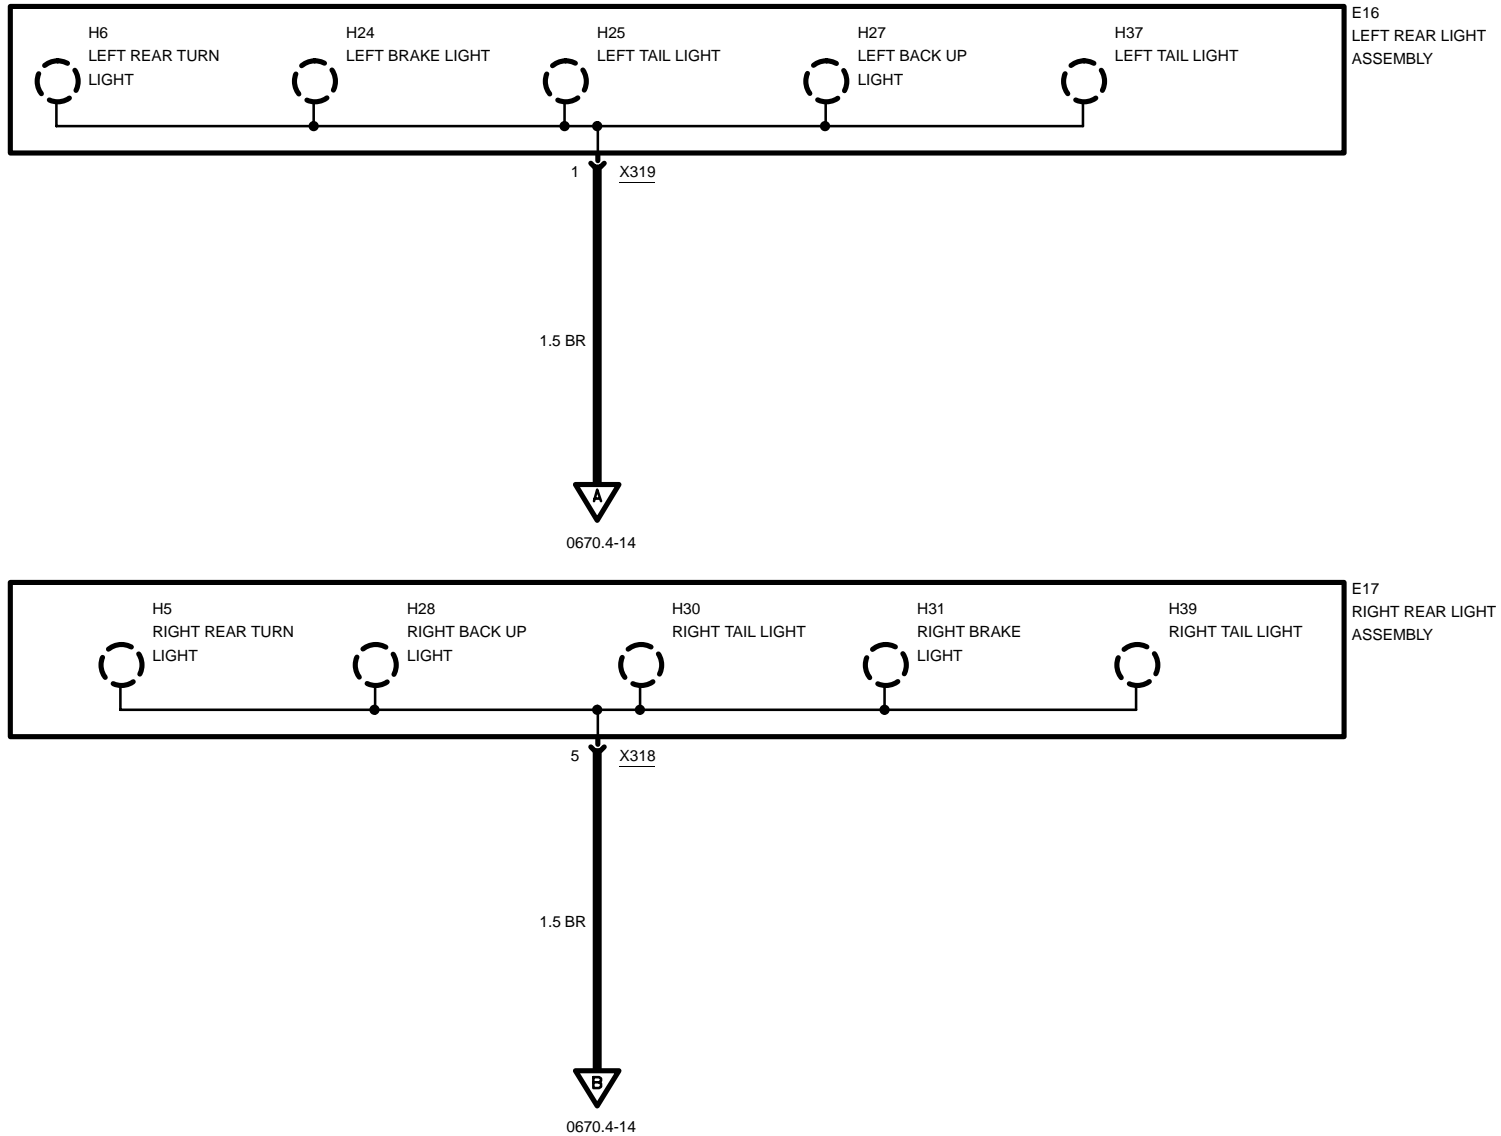 E16
LEFT REAR LIGHT
ASSEMBLY
H6
LEFT REAR TURN
LIGHT
H24
LEFT BRAKE LIGHT
H25
LEFT TAIL LIGHT
H27
LEFT BACK UP
LIGHT
H37
LEFT TAIL LIGHT
1
X319
1.5 BR
A
0670.4-14
E17
RIGHT REAR LIGHT
ASSEMBLY
H5
RIGHT REAR TURN
LIGHT
H28
RIGHT BACK UP
LIGHT
H30
RIGHT TAIL LIGHT
H31
RIGHT BRAKE
LIGHT
H39
RIGHT TAIL LIGHT
5
X318
1.5 BR
B
0670.4-14